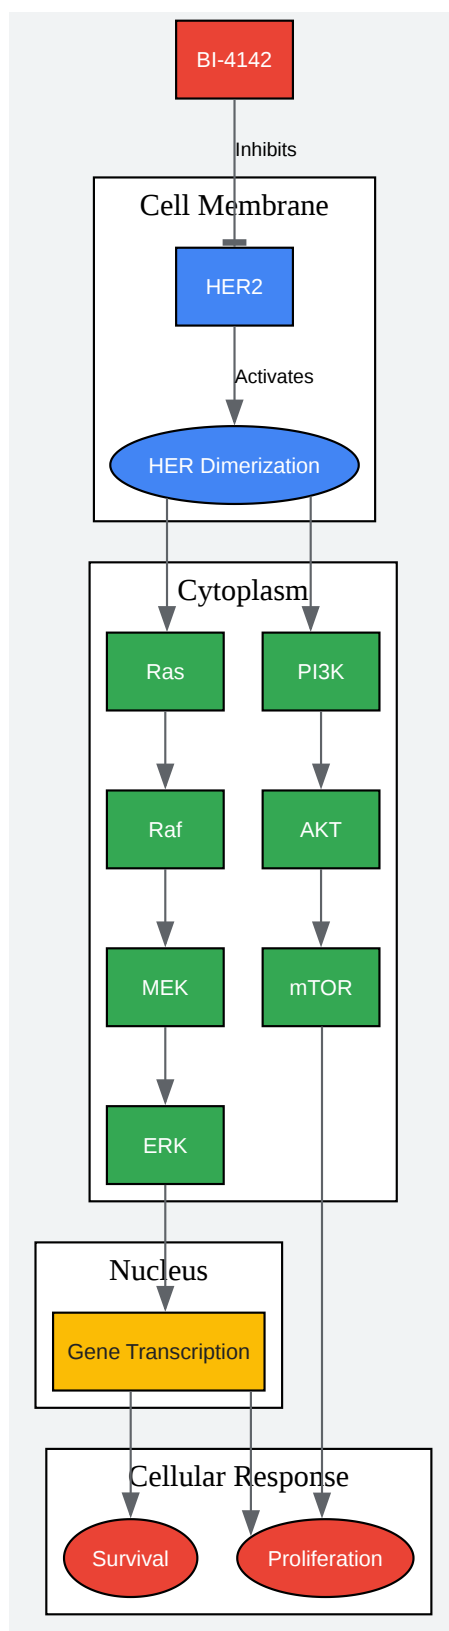 BI-4142
Inhibits
Cell Membrane
HER2
Activates
HER Dimerization
Cytoplasm
Ras
PI3K
Raf
AKT
MEK
mTOR
ERK
Nucleus
Gene Transcription
Cellular Response
Survival
Proliferation